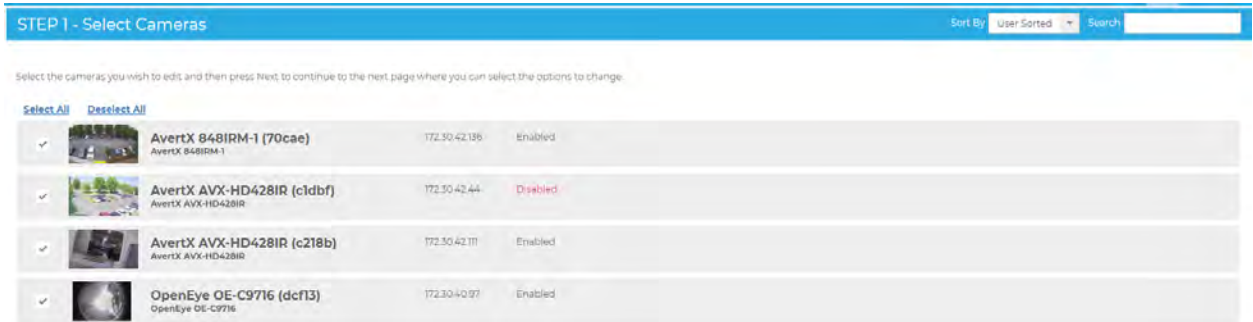 STEP 1 - Select Cameras
Sort By User Sorted Search
Select the cameras you wish to edit and then press Next to continue to the next page where you can select the options to change.
Select All Deselect All
AvertX 848IRM-1 (70cae) 172.30.42.136 Enabled
AvertX 848IRM-1
AvertX AVX-HD428IR (c1dbf) 172.30.42.44 Disabled
AvertX AVX-HD428IR
AvertX AVX-HD428IR (c218b) 172.30.42.111 Enabled
AvertX AVX-HD428IR
OpenEye OE-C9716 (dcf13) 172.30.40.97 Enabled
OpenEye OE-C9716